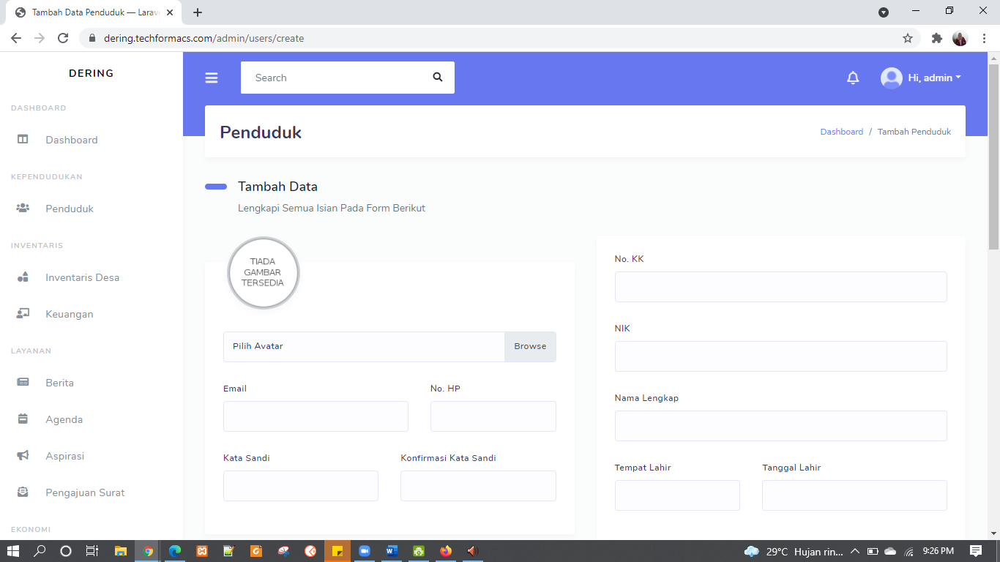 Tambah Data Penduduk — Larav
dering.techformacs.com/admin/users/create
DERING
DASHBOARD
Dashboard
KEPENDUDUKAN
Penduduk
INVENTARIS
Inventaris Desa
Keuangan
LAYANAN
Berita
Agenda
Aspirasi
Pengajuan Surat
EKONOMI
Search
Hi, admin
Penduduk
Dashboard / Tambah Penduduk
Tambah Data
Lengkapi Semua Isian Pada Form Berikut
TIADA
GAMBAR
TERSEDIA
Pilih Avatar Browse
Email No. HP
Kata Sandi Konfirmasi Kata Sandi
No. KK
NIK
Nama Lengkap
Tempat Lahir Tanggal Lahir
29°C Hujan rin... 9:26 PM